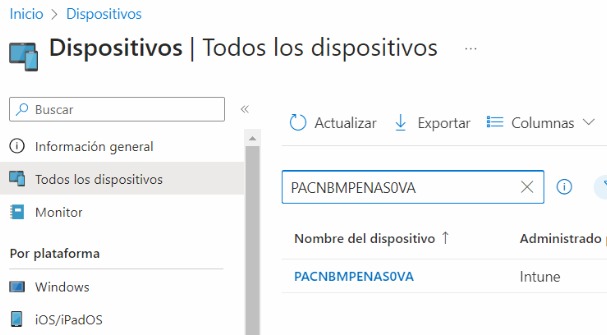 Inicio > Dispositivos
Dispositivos | Todos los dispositivos ...
Buscar
«
Información general
Todos los dispositivos
Monitor
Por plataforma
Windows
iOS/iPadOS
Actualizar Exportar Columnas
PACNBMPENAS0VA
Nombre del dispositivo ↑ Administrado
PACNBMPENAS0VA Intune